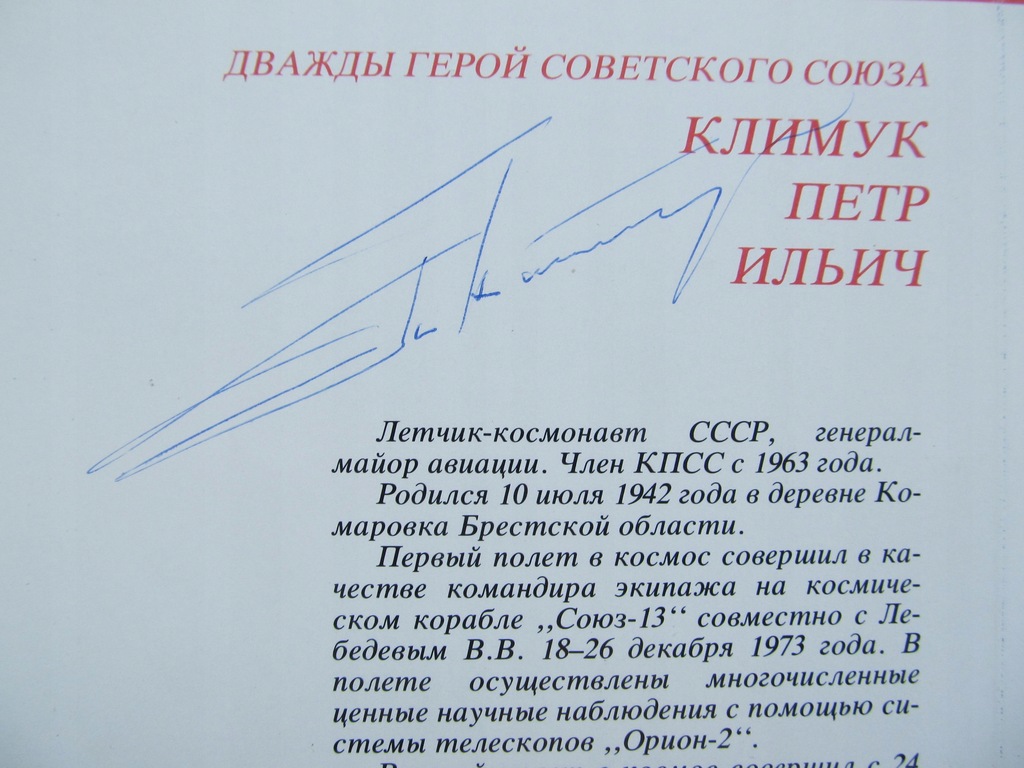 ДВАЖДЫ ГЕРОЙ СОВЕТСКОГО СОЮЗА
КЛИМУК
ПЕТР
ИЛЬИЧ
Летчик-космонавт СССР, генерал-
майор авиации. Член КПСС с 1963 года.
Родился 10 июля 1942 года в деревне Ко-
маровка Брестской области.
Первый полет в космос совершил в ка-
честве командира экипажа на космиче-
ском корабле ,,Союз-13“ совместно с Ле-
бедевым В.В. 18–26 декабря 1973 года. В
полете осуществлены многочисленные
ценные научные наблюдения с помощью си-
стемы телескопов ,,Орион-2“.
совершил с 24